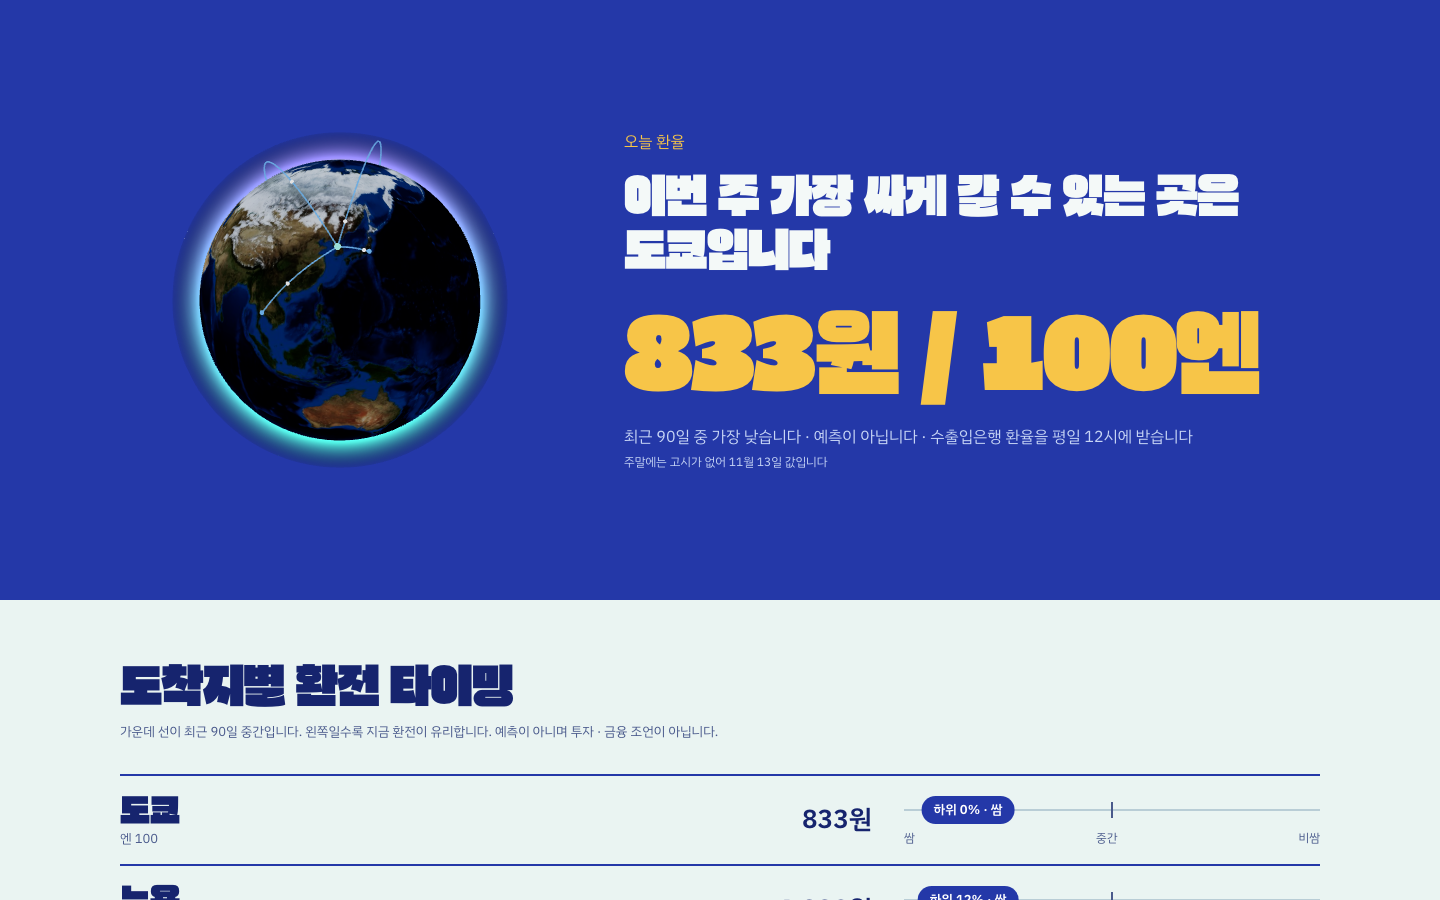 오늘 환율
이번 주 가장 싸게 갈 수 있는 곳은
도쿄입니다
833원 / 100엔
최근 90일 중 가장 낮습니다 · 예측이 아닙니다 · 수출입은행 환율을 평일 12시에 받습니다
주말에는 고시가 없어 11월 13일 값입니다
도착지별 환전 타이밍
가운데 선이 최근 90일 중간입니다. 왼쪽일수록 지금 환전이 유리합니다. 예측이 아니며 투자 · 금융 조언이 아닙니다.
도쿄
엔 100
833원
하위 0% · 쌈
쌈 중간 비쌈
뉴욕
하위 12% · 쌈